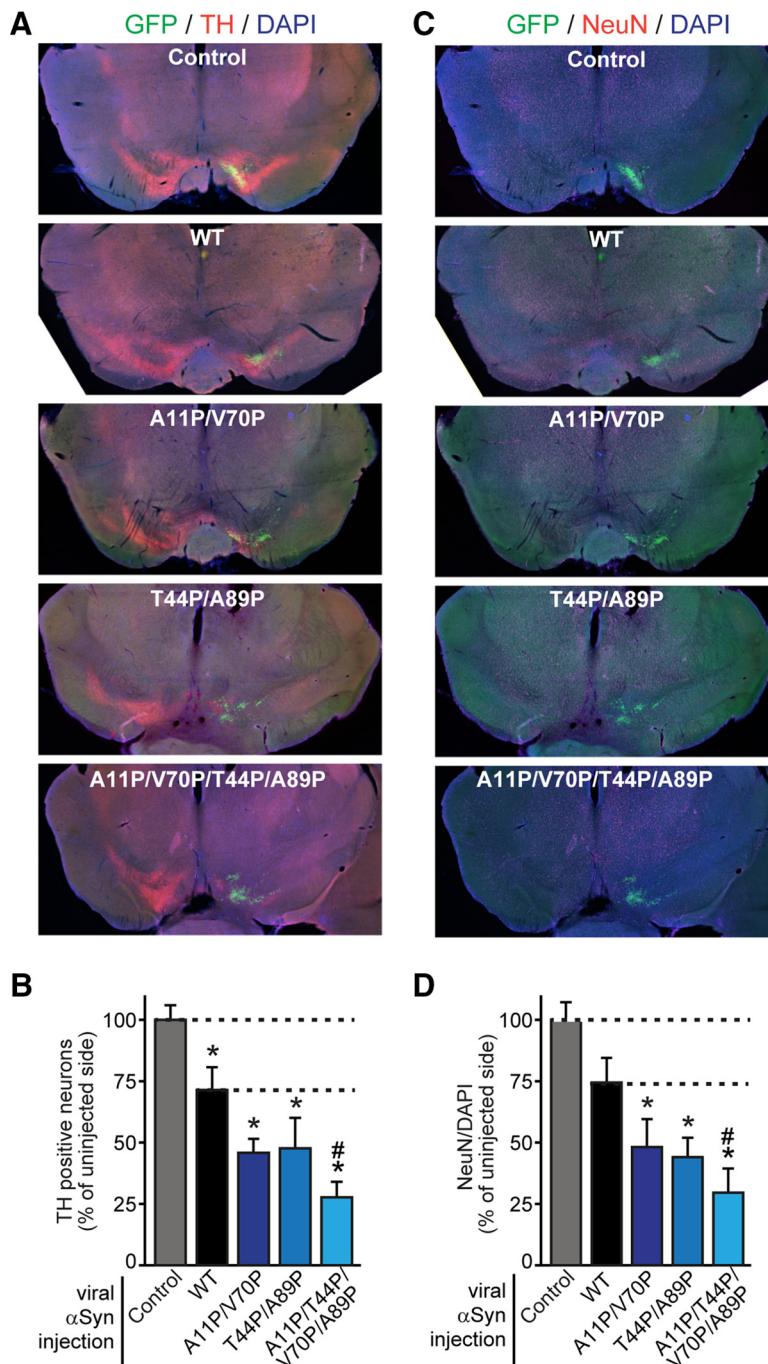 A
GFP / TH / DAPI
Control
WT
A11P/V70P
T44P/A89P
A11P/V70P/T44P/A89P
C
GFP / NeuN / DAPI
Control
WT
A11P/V70P
T44P/A89P
A11P/V70P/T44P/A89P
B
TH positive neurons
(% of uninjected side)
100
75
50
25
0
*
*
*
#
*
viral
αSyn
injection
Control
WT
A11P/V70P
T44P/A89P
A11P/T44P/
V70P/A89P
D
NeuN/DAPI
(% of uninjected side)
100
75
50
25
0
*
*
#
*
viral
αSyn
injection
Control
WT
A11P/V70P
T44P/A89P
A11P/T44P/
V70P/A89P